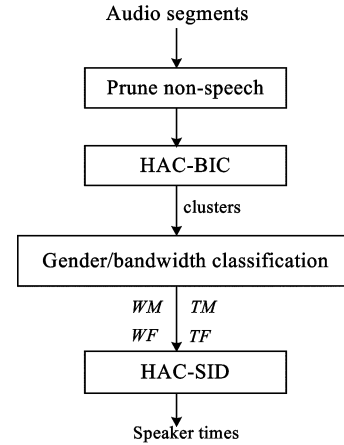 Audio segments
Prune non-speech
HAC-BIC
clusters
Gender/bandwidth classification
WM TM
WF TF
HAC-SID
Speaker times